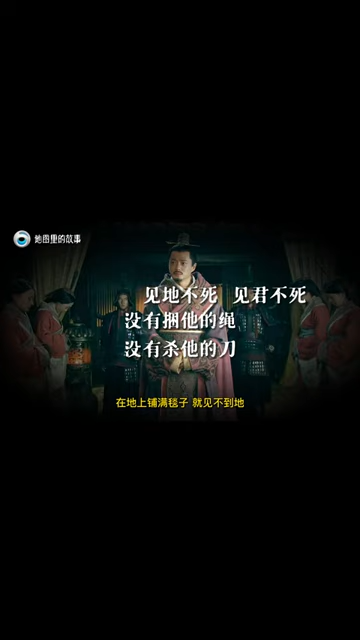 地图里的故事
见地不死 见君不死
没有捆他的绳
没有杀他的刀
在地上铺满毯子 就见不到地